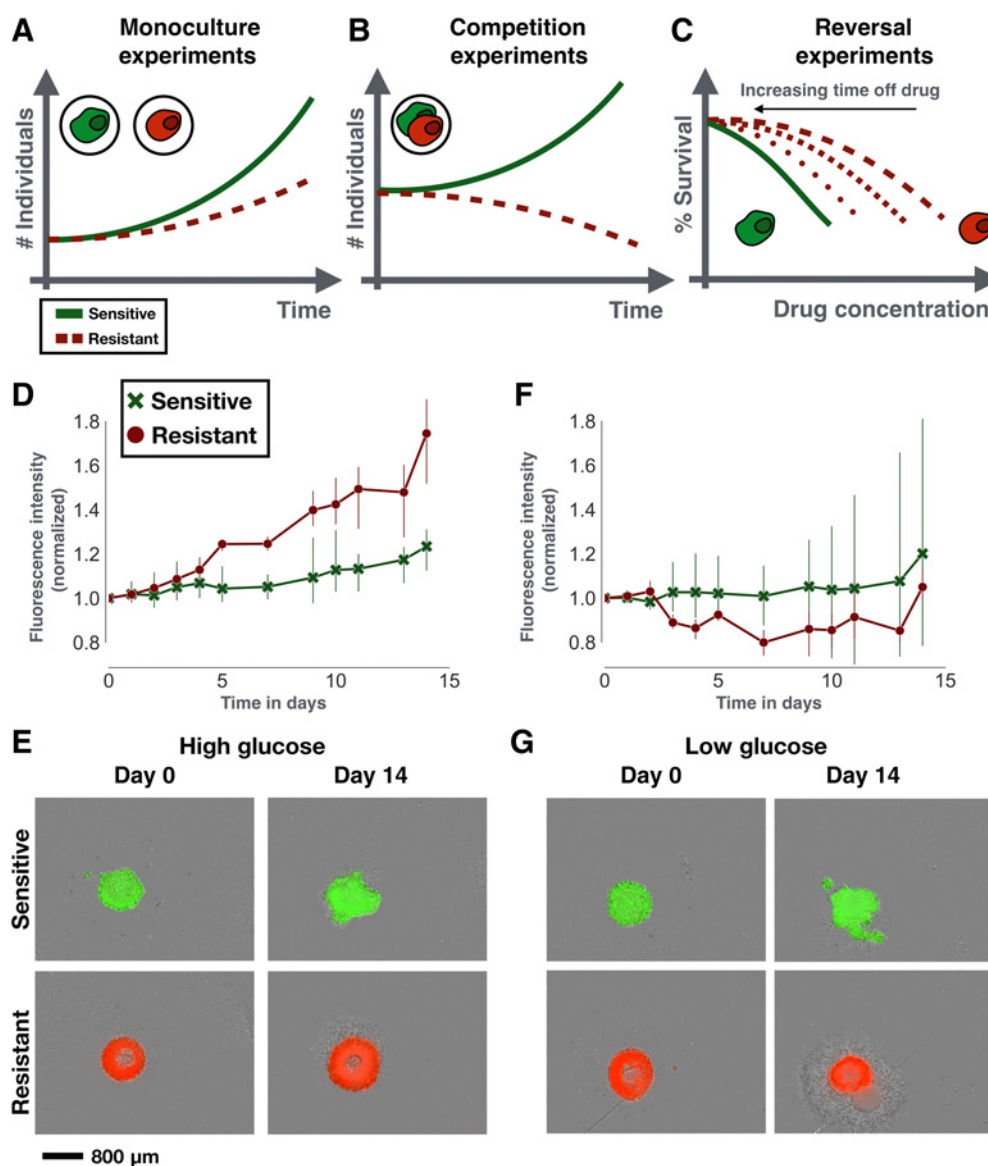 A
Monoculture
experiments
# Individuals
Time
Sensitive
Resistant
B
Competition
experiments
# Individuals
Time
C
Reversal
experiments
Increasing time off drug
% Survival
Drug concentration
D
Sensitive
Resistant
Fluorescence intensity
(normalized)
1.8
1.6
1.4
1.2
1.0
0.8
0
5
10
15
Time in days
F
Fluorescence intensity
(normalized)
1.8
1.6
1.4
1.2
1.0
0.8
0
5
10
15
Time in days
E
High glucose
Day 0
Day 14
Sensitive
Resistant
800 µm
G
Low glucose
Day 0
Day 14